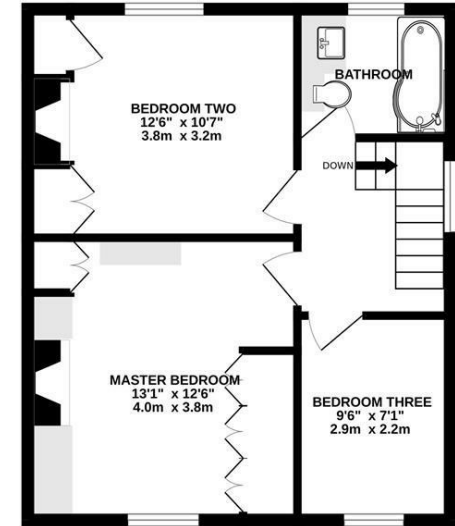 BATHROOM
BEDROOM TWO
12'6" x 10'7"
3.8m x 3.2m
DOWN
MASTER BEDROOM
13'1" x 12'6"
4.0m x 3.8m
BEDROOM THREE
9'6" x 7'1"
2.9m x 2.2m